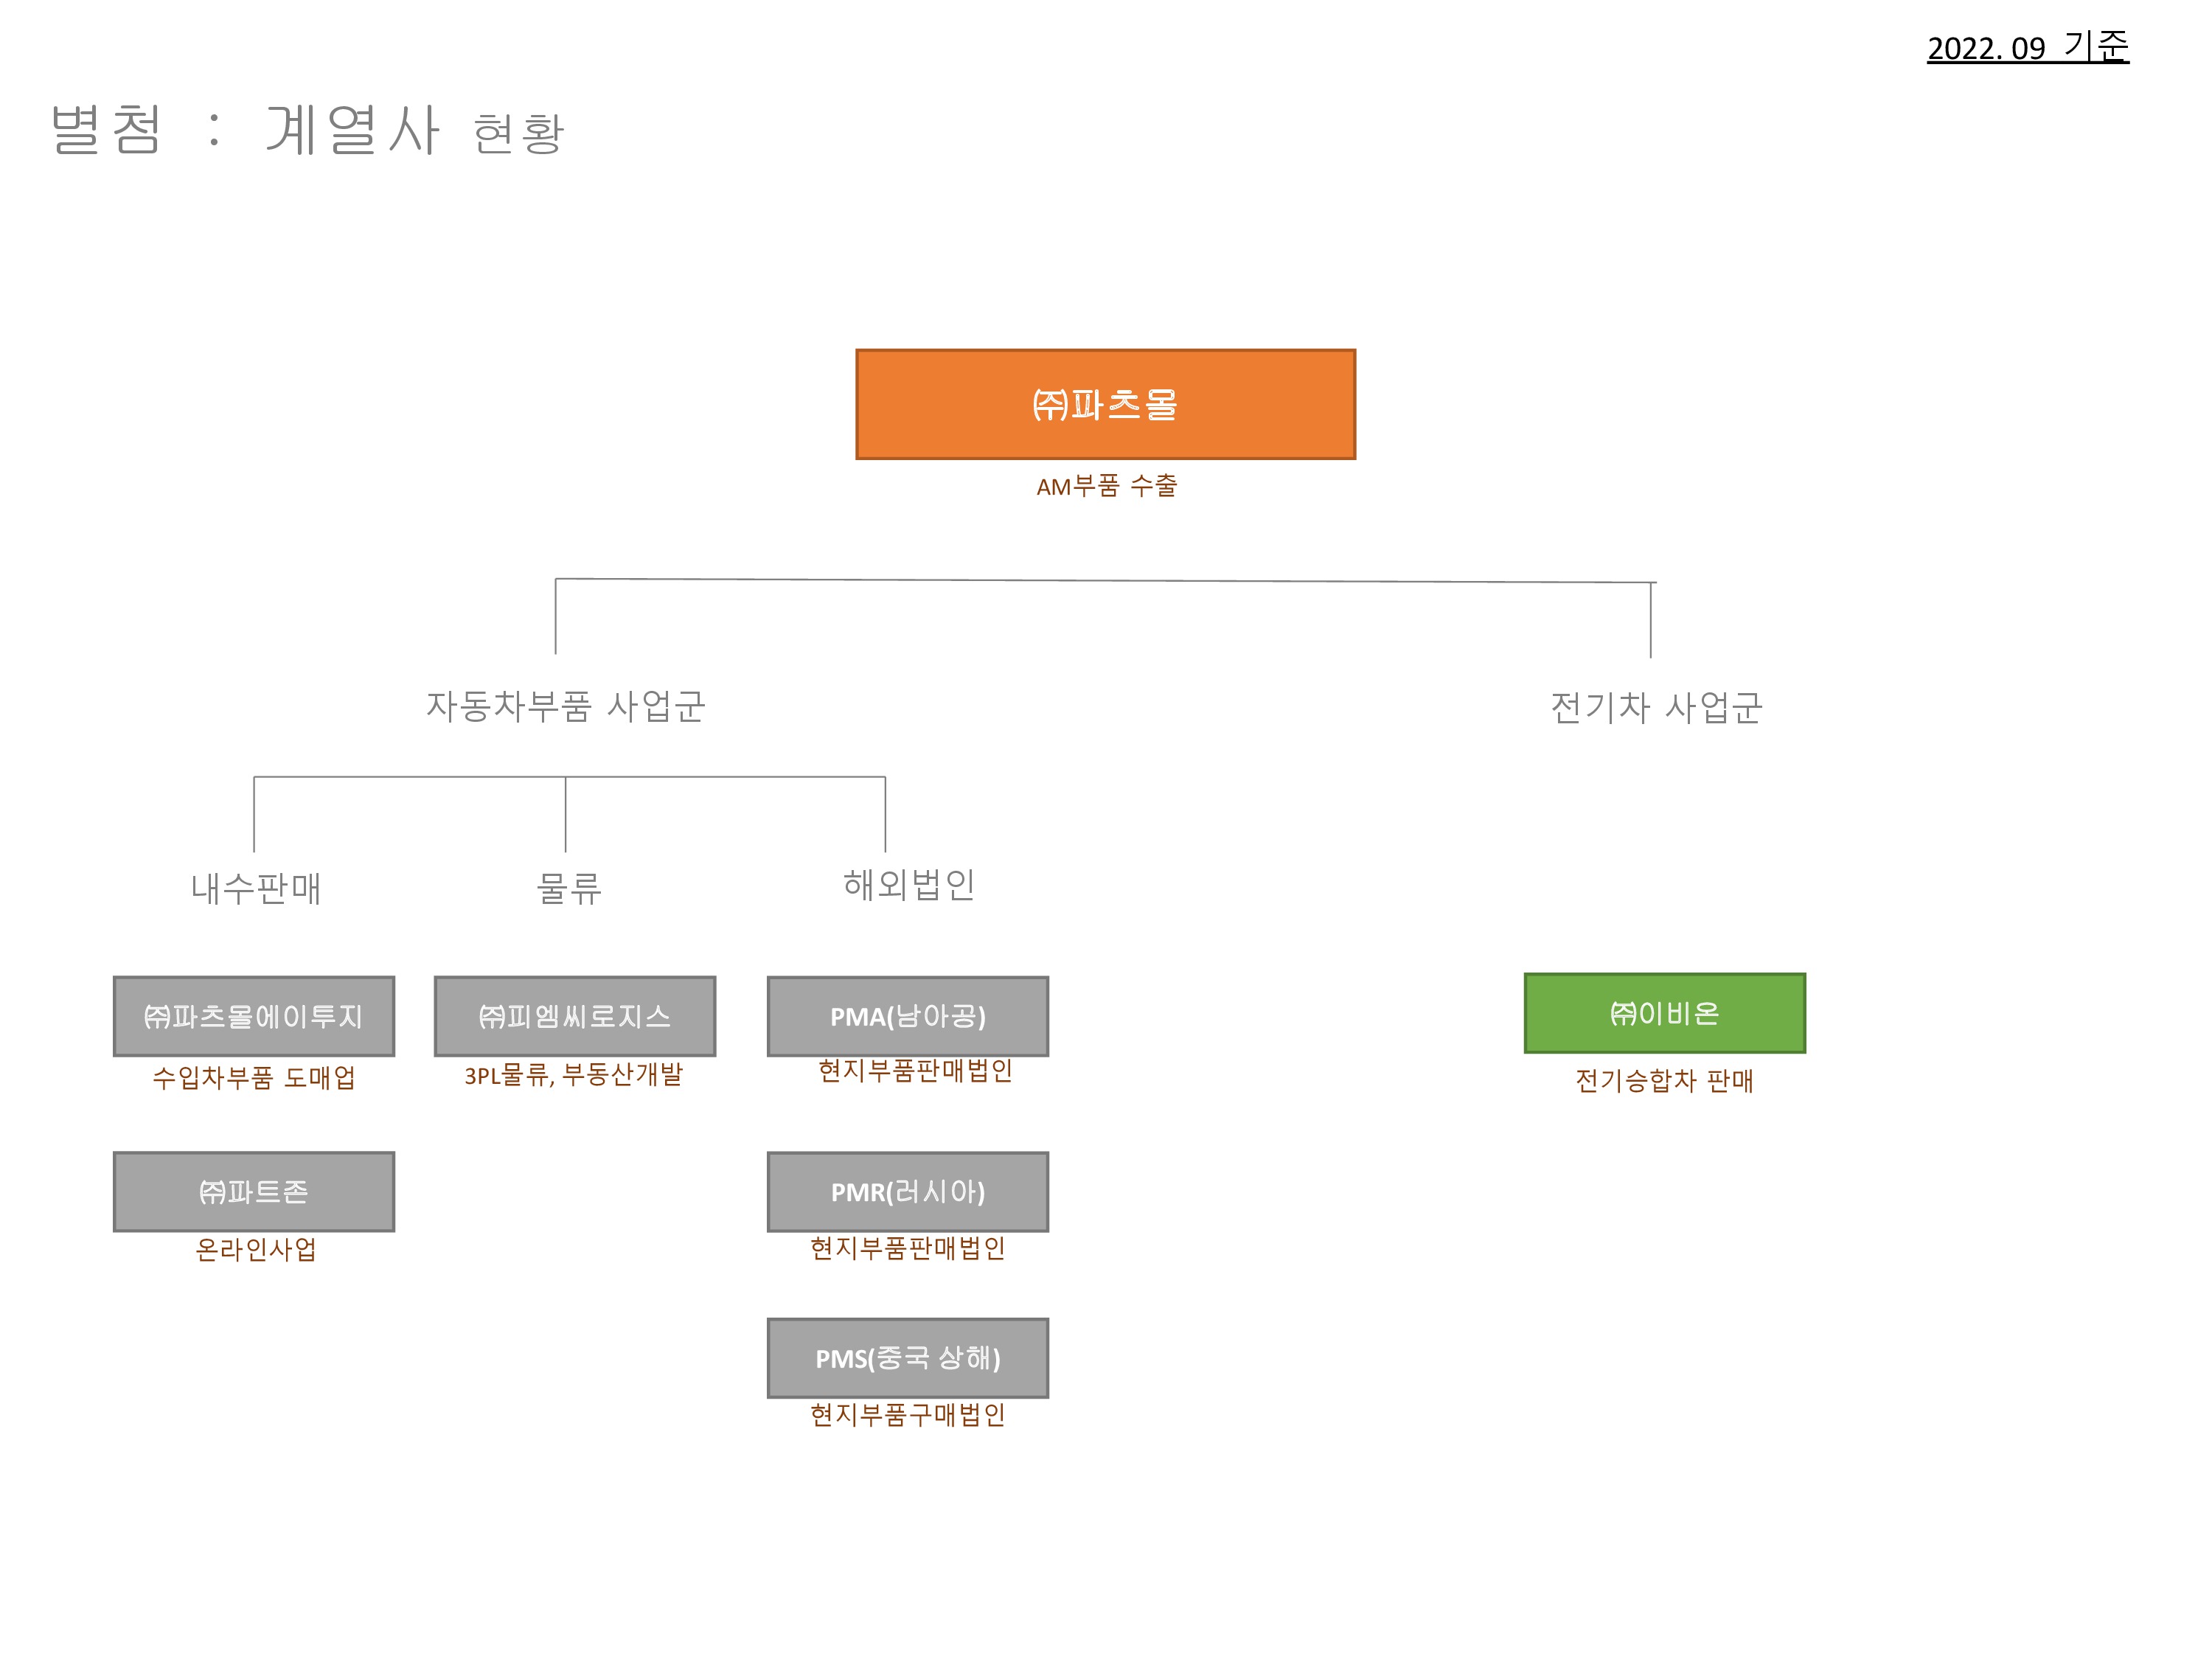 2022. 09 기준
별첨 : 계열사 현황
㈜파츠몰
AM부품 수출
자동차부품 사업군
전기차 사업군
내수판매
물류
해외법인
㈜파츠몰에이투지
㈜피엠씨로지스
PMA(남아공)
㈜이비온
수입차부품 도매업
3PL물류, 부동산개발
현지부품판매법인
전기승합차 판매
㈜파트존
PMR(러시아)
온라인사업
현지부품판매법인
PMS(중국 상해)
현지부품구매법인